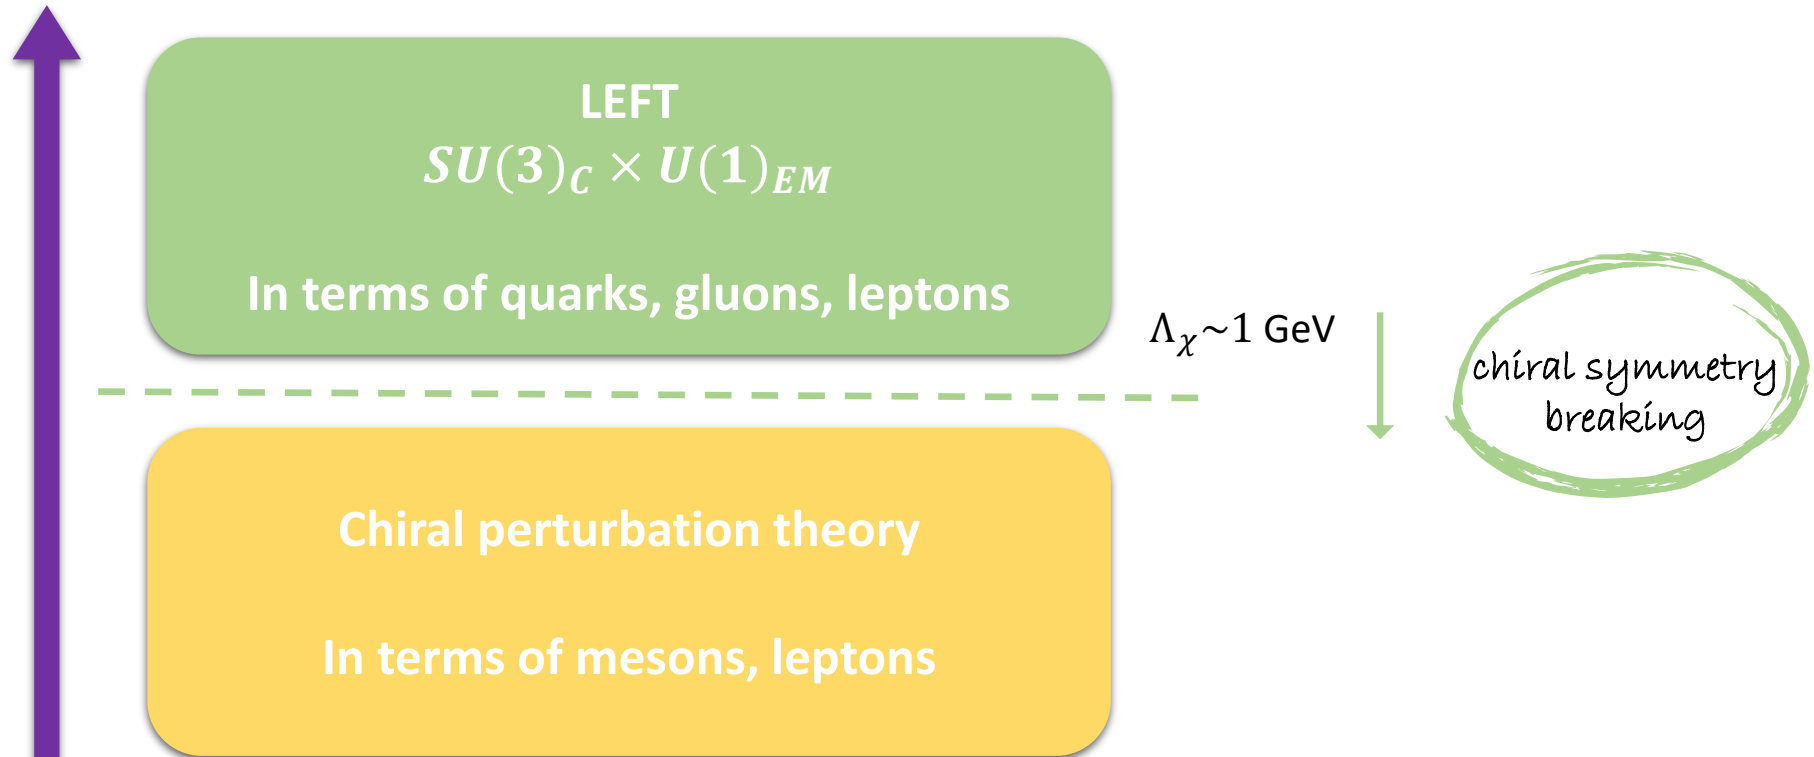 LEFT
𝑺𝑼(𝟑)_𝑪 × 𝑼(𝟏)_𝑬𝑴
In terms of quarks, gluons, leptons
Λ_χ~1 GeV
chiral symmetry
breaking
Chiral perturbation theory
In terms of mesons, leptons